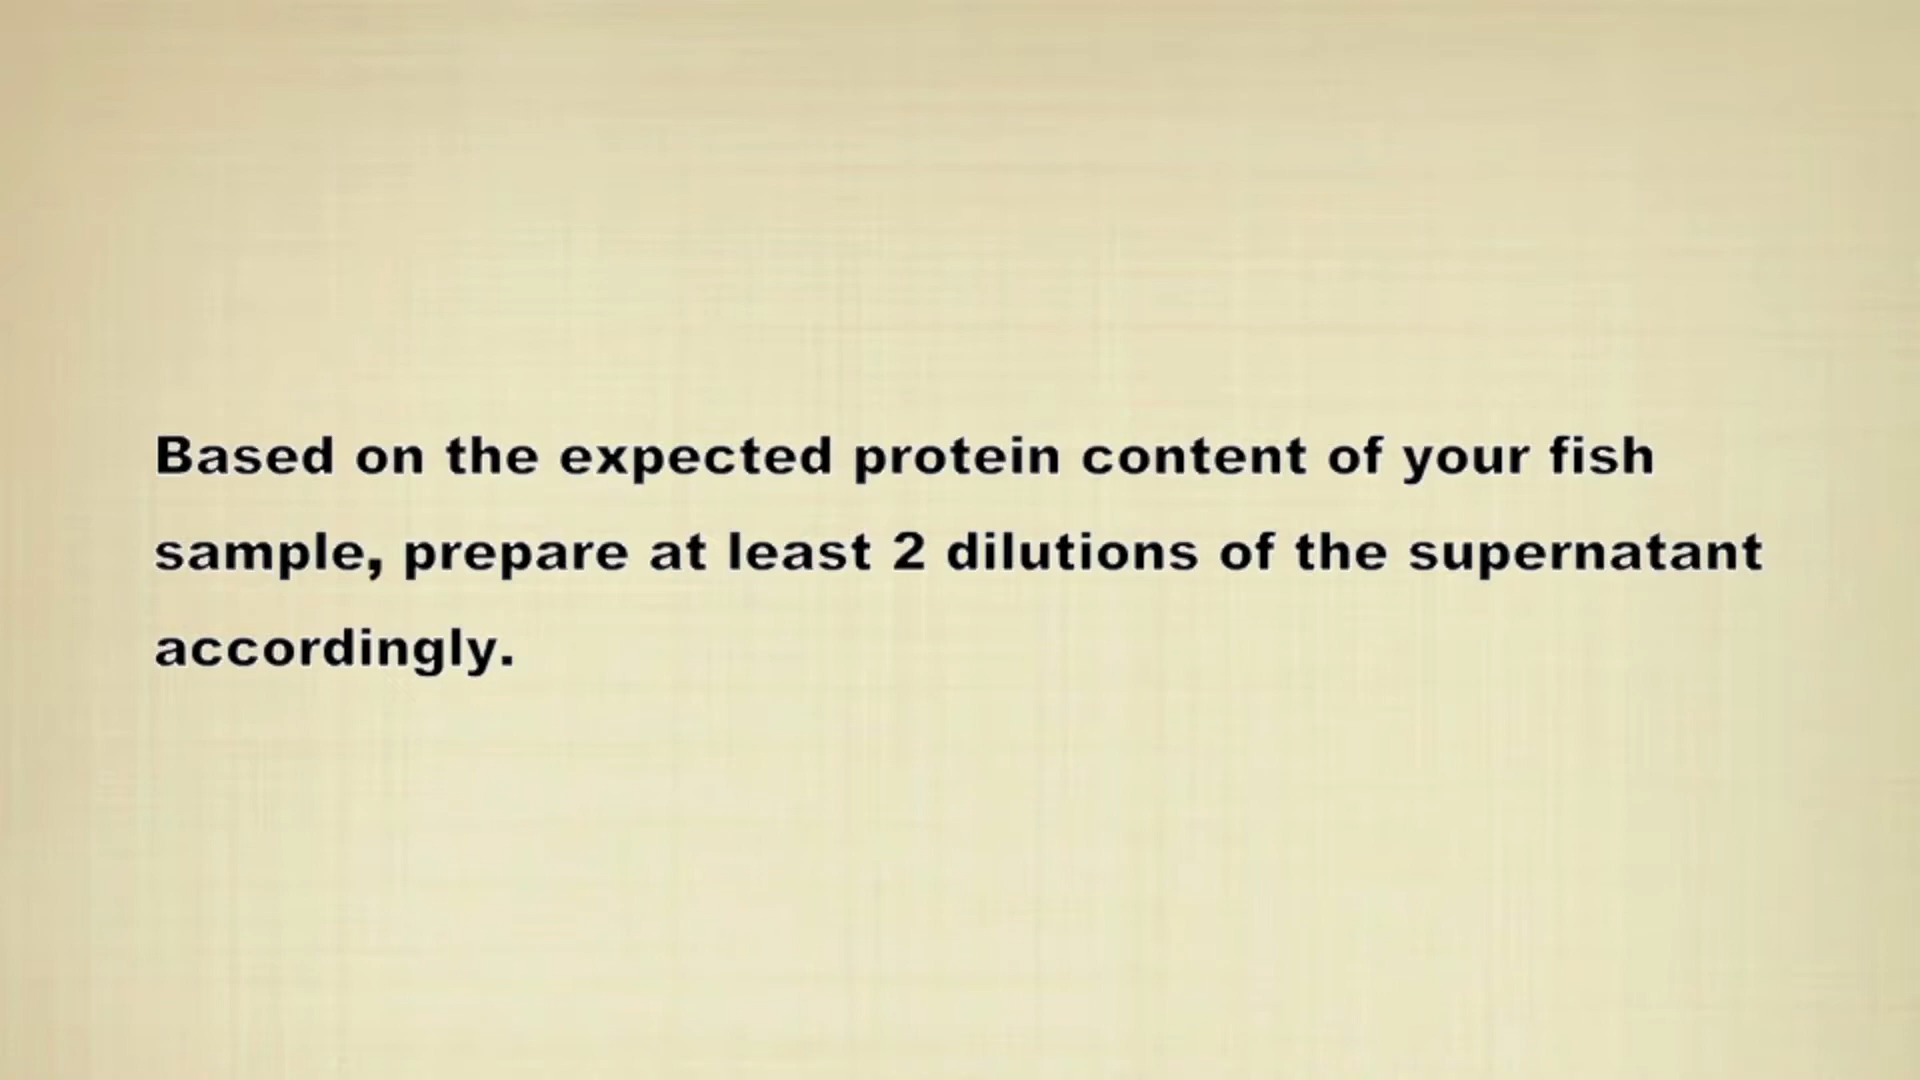 Based on the expected protein content of your fish
sample, prepare at least 2 dilutions of the supernatant
accordingly.